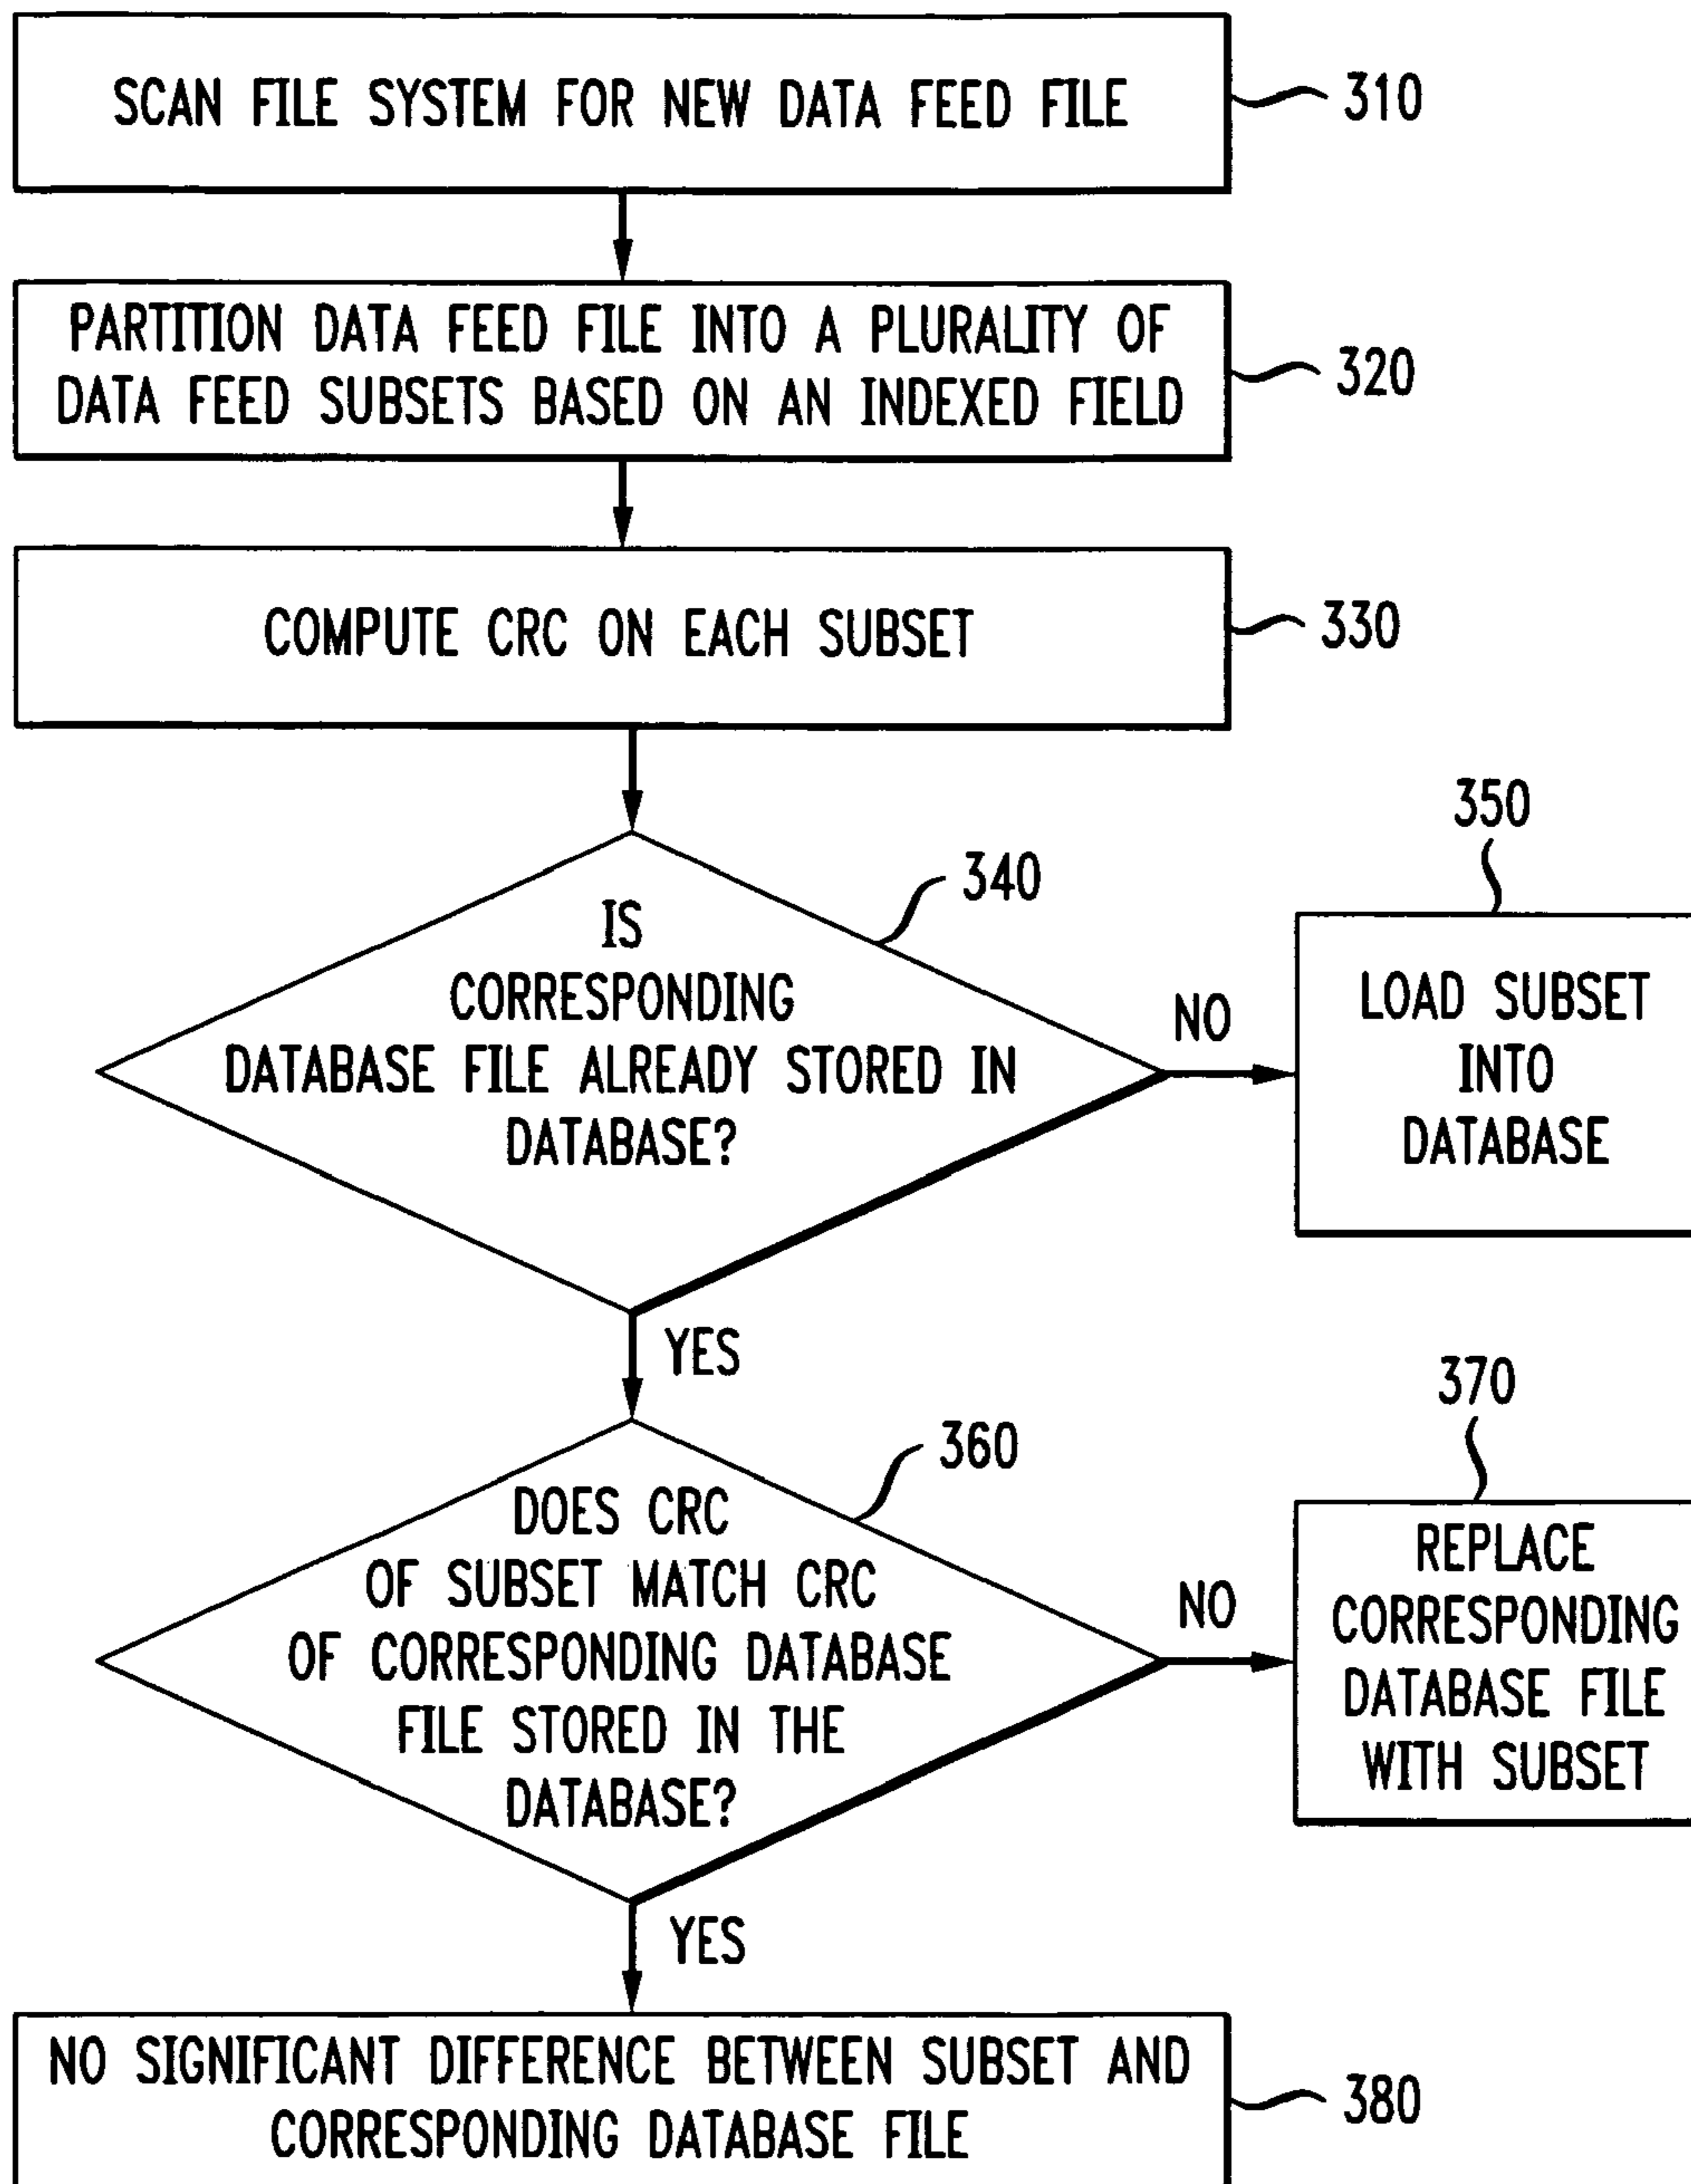 SCAN FILE SYSTEM FOR NEW DATA FEED FILE
310
PARTITION DATA FEED FILE INTO A PLURALITY OF
DATA FEED SUBSETS BASED ON AN INDEXED FIELD
320
COMPUTE CRC ON EACH SUBSET
330
340
IS
CORRESPONDING
DATABASE FILE ALREADY STORED IN
DATABASE?
NO
350
LOAD SUBSET
INTO
DATABASE
YES
360
DOES CRC
OF SUBSET MATCH CRC
OF CORRESPONDING DATABASE
FILE STORED IN THE
DATABASE?
NO
370
REPLACE
CORRESPONDING
DATABASE FILE
WITH SUBSET
YES
NO SIGNIFICANT DIFFERENCE BETWEEN SUBSET AND
CORRESPONDING DATABASE FILE
380